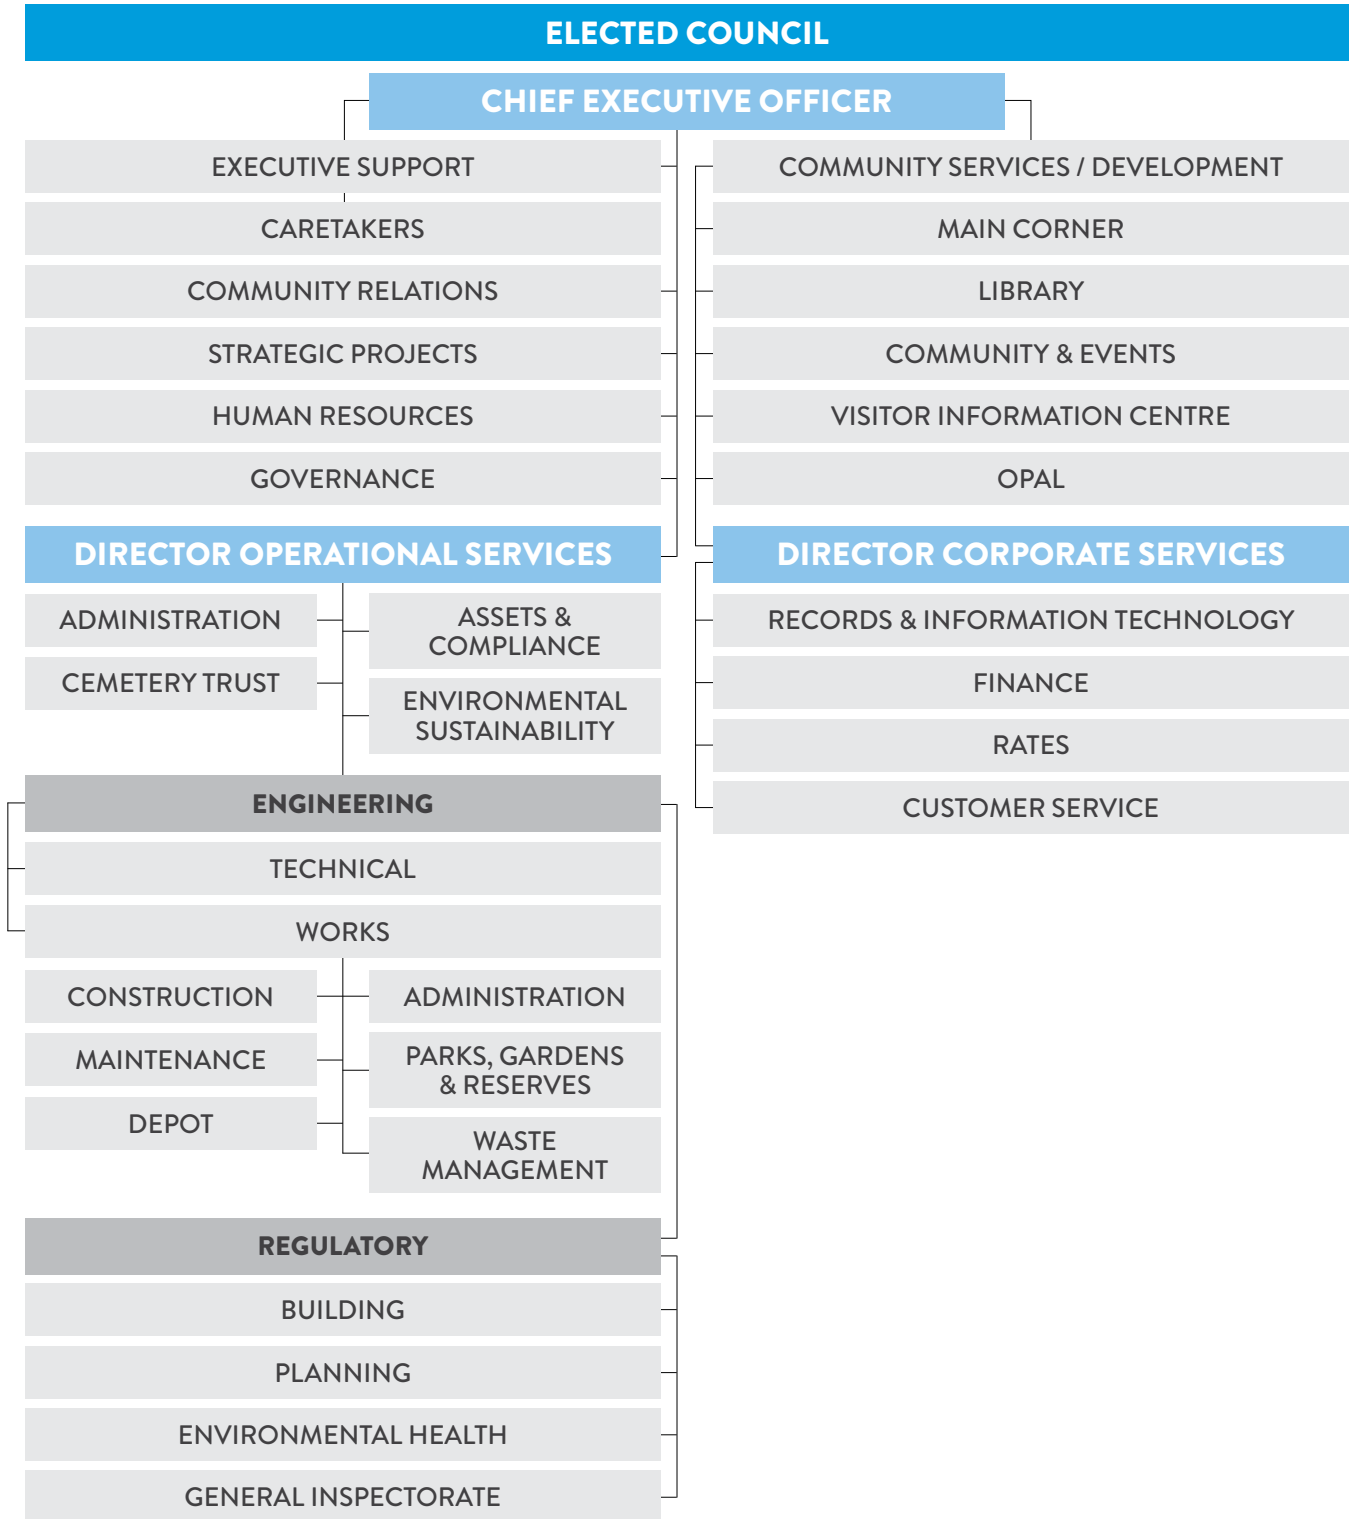 ELECTED COUNCIL
CHIEF EXECUTIVE OFFICER
EXECUTIVE SUPPORT
CARETAKERS
COMMUNITY RELATIONS
STRATEGIC PROJECTS
HUMAN RESOURCES
GOVERNANCE
COMMUNITY SERVICES / DEVELOPMENT
MAIN CORNER
LIBRARY
COMMUNITY & EVENTS
VISITOR INFORMATION CENTRE
OPAL
DIRECTOR OPERATIONAL SERVICES
ADMINISTRATION
CEMETERY TRUST
ASSETS &
COMPLIANCE
ENVIRONMENTAL
SUSTAINABILITY
ENGINEERING
TECHNICAL
WORKS
CONSTRUCTION
MAINTENANCE
DEPOT
ADMINISTRATION
PARKS, GARDENS
& RESERVES
WASTE
MANAGEMENT
REGULATORY
BUILDING
PLANNING
ENVIRONMENTAL HEALTH
GENERAL INSPECTORATE
DIRECTOR CORPORATE SERVICES
RECORDS & INFORMATION TECHNOLOGY
FINANCE
RATES
CUSTOMER SERVICE